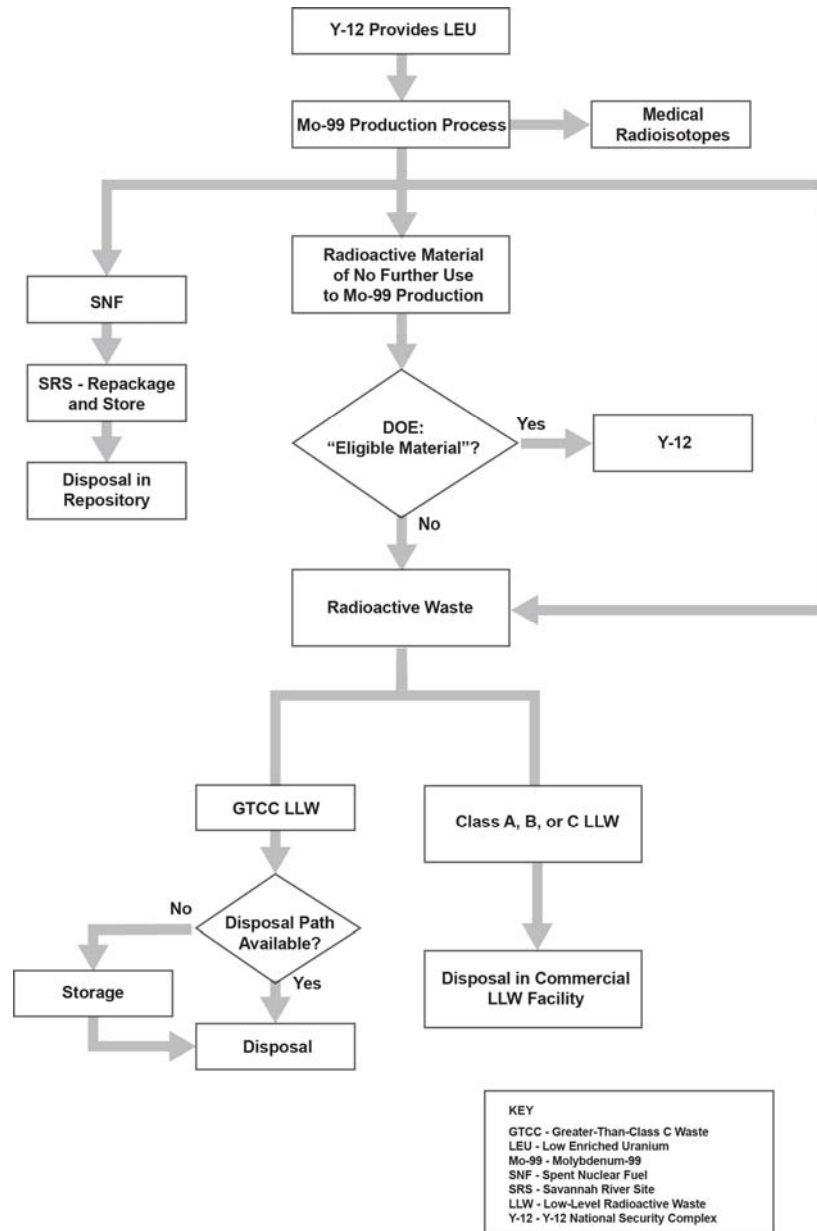 Y-12 Provides LEU
Mo-99 Production Process
Medical
Radioisotopes
Radioactive Material
of No Further Use
to Mo-99 Production
SNF
SRS - Repackage
and Store
Disposal in
Repository
DOE:
“Eligible Material”?
Yes
Y-12
No
Radioactive Waste
GTCC LLW
Class A, B, or C LLW
No
Disposal Path
Available?
Yes
Storage
Disposal
Disposal in Commercial
LLW Facility
KEY
GTCC - Greater-Than-Class C Waste
LEU - Low Enriched Uranium
Mo-99 - Molybdenum-99
SNF - Spent Nuclear Fuel
SRS - Savannah River Site
LLW - Low-Level Radioactive Waste
Y-12 - Y-12 National Security Complex